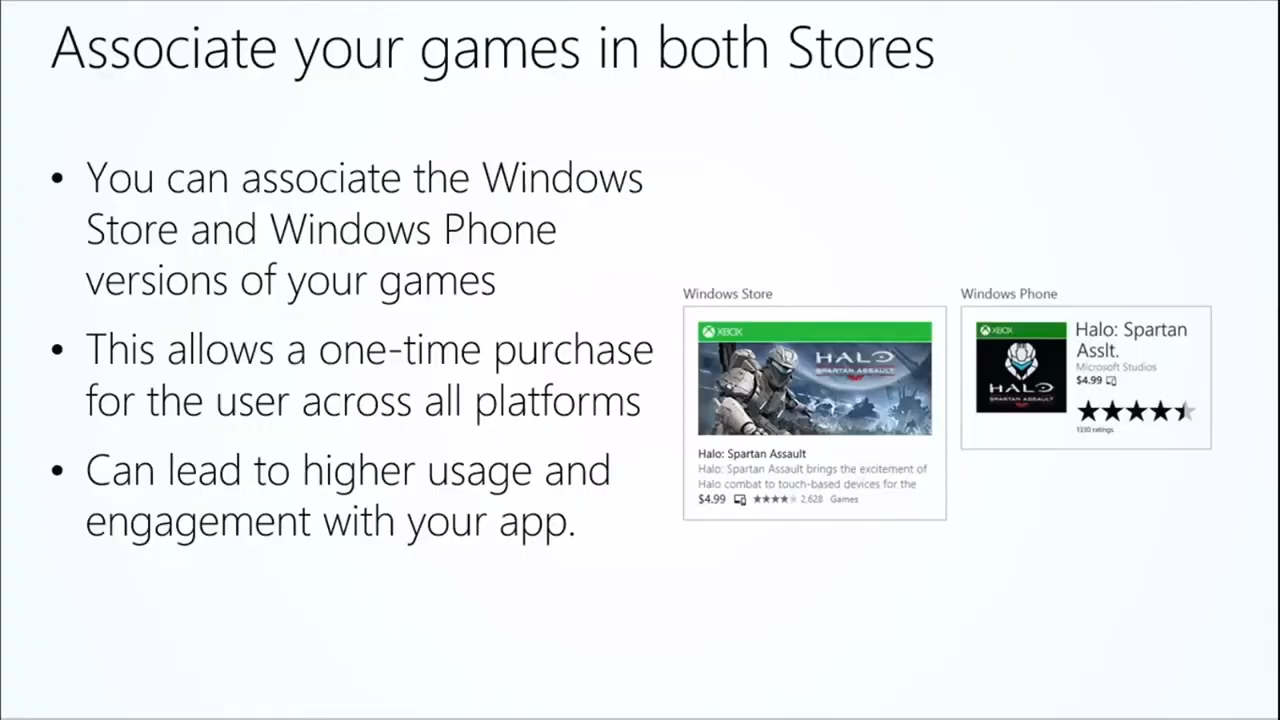 Associate your games in both Stores
• You can associate the Windows
Store and Windows Phone
versions of your games
• This allows a one-time purchase
for the user across all platforms
• Can lead to higher usage and
engagement with your app.
Windows Store
XBOX
HALO
SPARTAN ASSAULT
Halo: Spartan Assault
Halo: Spartan Assault brings the excitement of
Halo combat to touch-based devices for the
$4.99 2,628 Games
Windows Phone
XBOX
HALO
SPARTAN ASSAULT
Halo: Spartan
Asslt.
Microsoft Studios
$4.99
1330 ratings